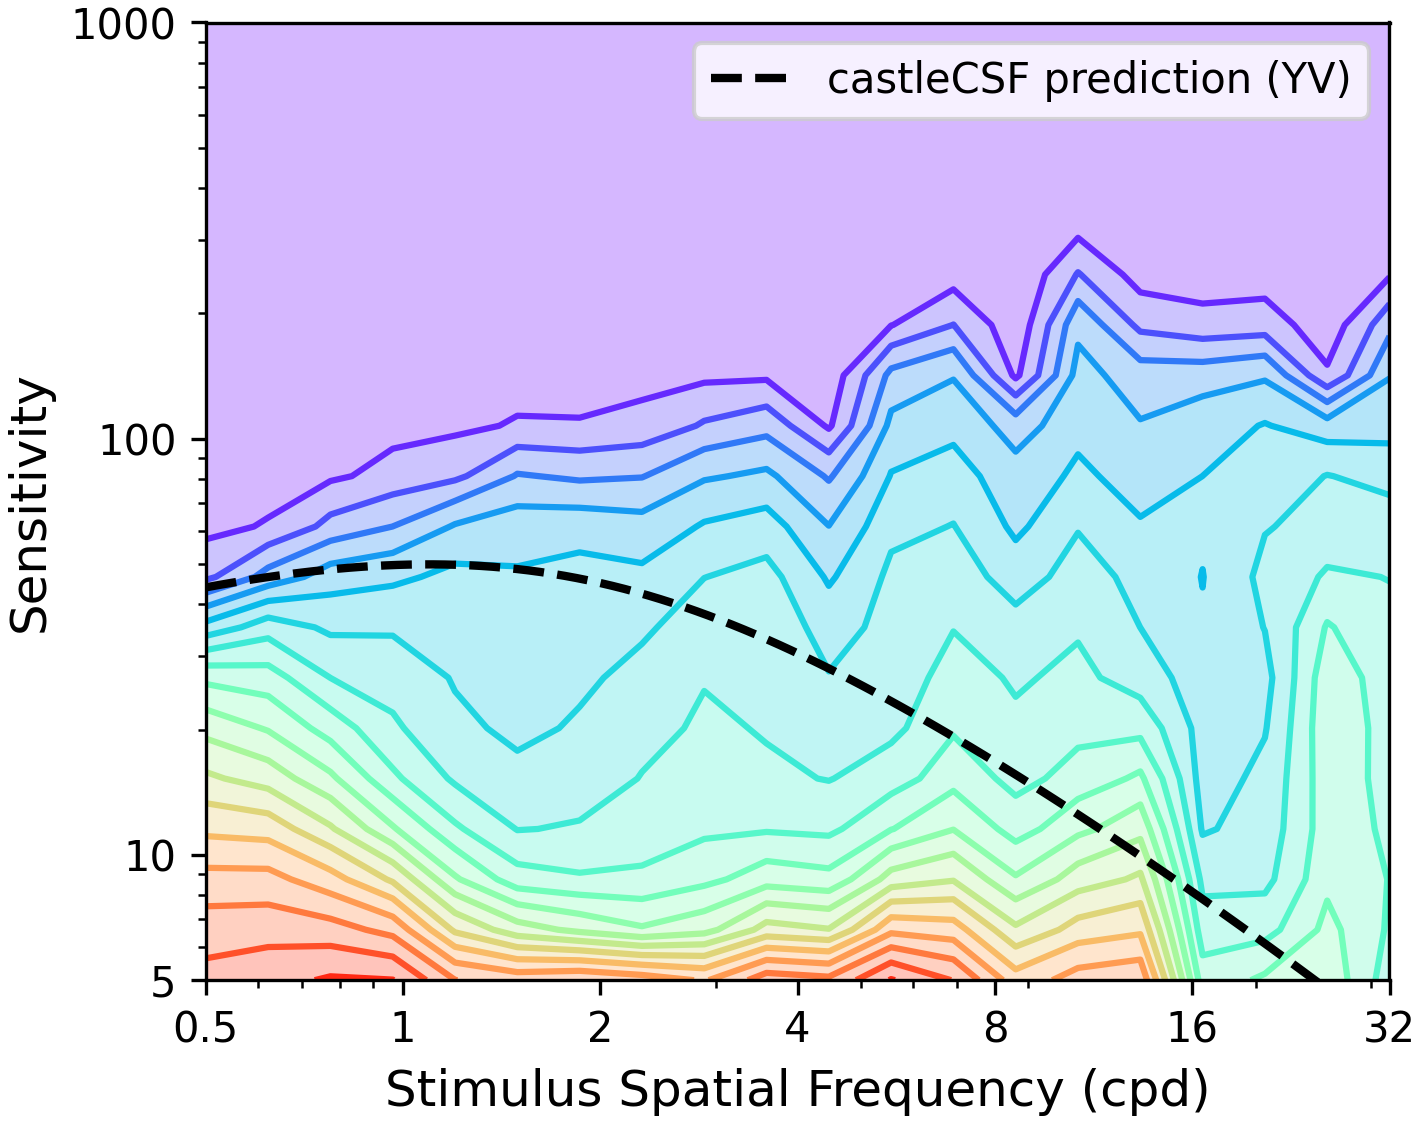 1000
castleCSF prediction (YV)
100
10
5
Sensitivity
0.5 1 2 4 8 16 32
Stimulus Spatial Frequency (cpd)